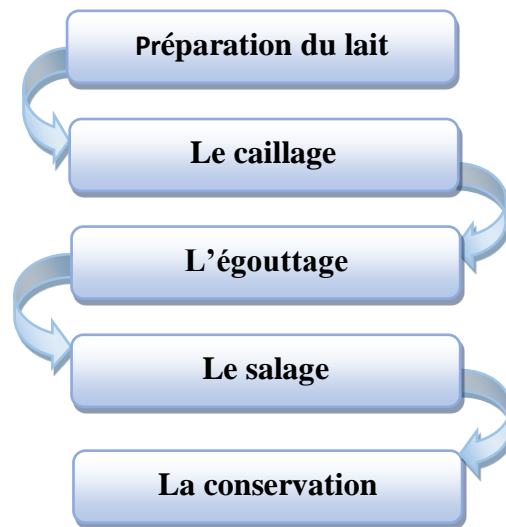 Préparation du lait
Le caillage
L’égouttage
Le salage
La conservation